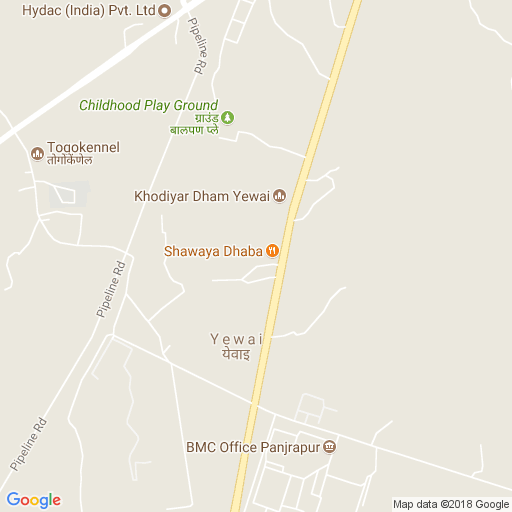 Hydac (India) Pvt. Ltd
Pipeline Rd
Childhood Play Ground
ग्राउंड
बालपण प्ले
Togokennel
तोगोकेंणेल
Khodiyar Dham Yewai
Shawaya Dhaba
Pipeline Rd
Yewai
येवाइ
Pipeline Rd
BMC Office Panjrapur
Google
Map data ©2018 Google